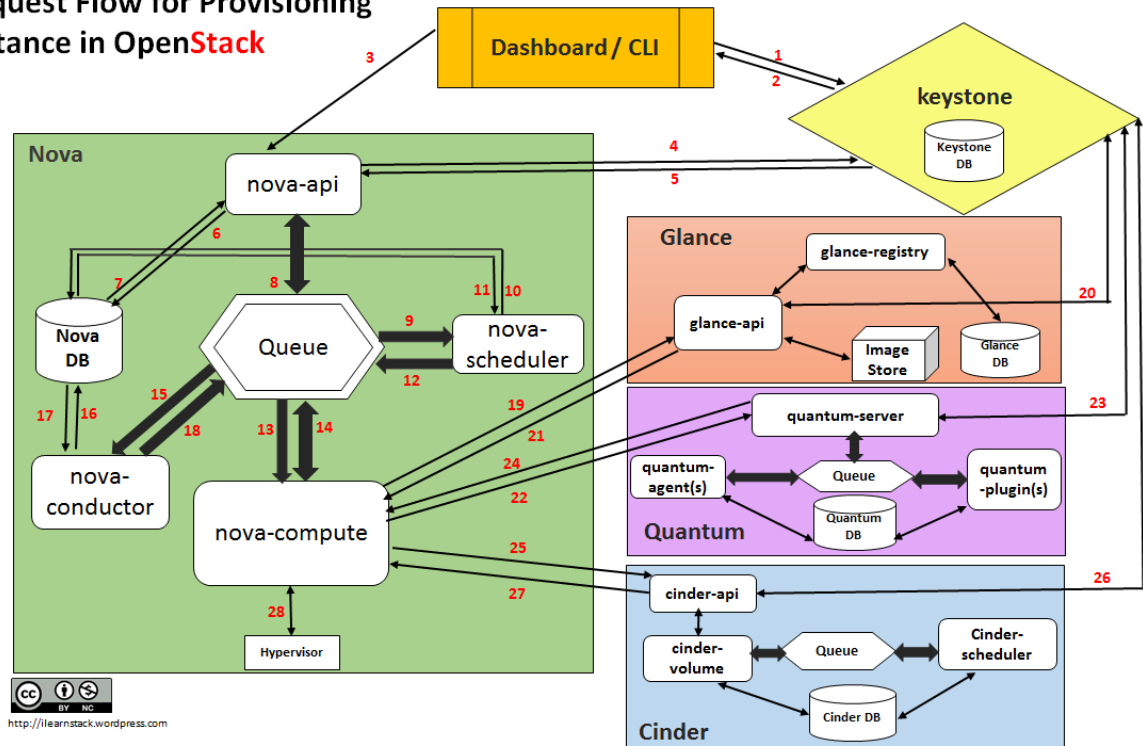 quest Flow for Provisioning
tance in OpenStack
Dashboard / CLI
1
2
3
keystone
Keystone
DB
4
5
Nova
nova-api
6
7
8
Nova
DB
Queue
9
10
11
12
nova-
scheduler
15
16
17
18
13
14
nova-
conductor
nova-compute
28
Hypervisor
Glance
glance-registry
glance-api
Image
Store
Glance
DB
20
19
21
quantum-server
23
24
22
quantum-
agent(s)
Queue
quantum
-plugin(s)
Quantum
DB
Quantum
25
27
26
cinder-api
cinder-
volume
Queue
Cinder-
scheduler
Cinder DB
Cinder
cc
BY NC
http://ilearnstack.wordpress.com